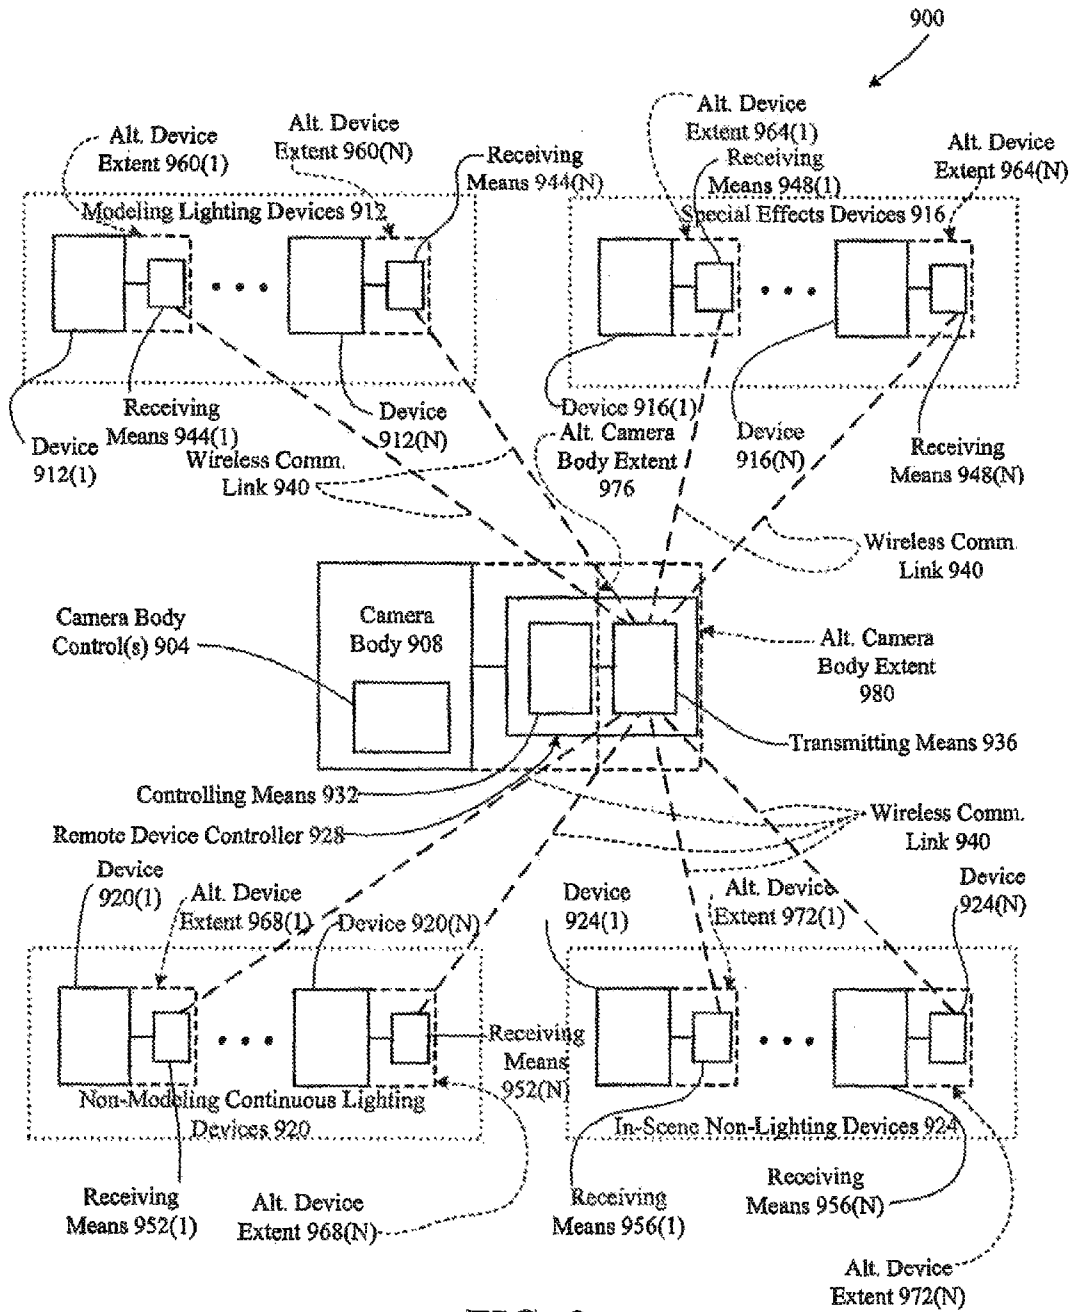 900
Alt. Device
Extent 960(1)
Alt. Device
Extent 960(N)
Receiving
Means 944(N)
Alt. Device
Extent 964(1)
Receiving
Means 948(1)
Alt. Device
Extent 964(N)
Modeling Lighting Devices 912
Special Effects Devices 916
Device
912(1)
Receiving
Means 944(1)
Device
912(N)
Wireless Comm.
Link 940
Device 916(1)
Alt. Camera
Body Extent
976
Device
916(N)
Receiving
Means 948(N)
Wireless Comm.
Link 940
Camera Body
Control(s) 904
Camera
Body 908
Alt. Camera
Body Extent
980
Transmitting Means 936
Controlling Means 932
Remote Device Controller 928
Wireless Comm.
Link 940
Device
920(1)
Alt. Device
Extent 968(1)
Device 920(N)
Device
924(1)
Alt. Device
Extent 972(1)
Device
924(N)
Receiving
Means
952(N)
Non-Modeling Continuous Lighting
Devices 920
In-Scene Non-Lighting Devices 924
Receiving
Means 952(1)
Alt. Device
Extent 968(N)
Receiving
Means 956(1)
Receiving
Means 956(N)
Alt. Device
Extent 972(N)